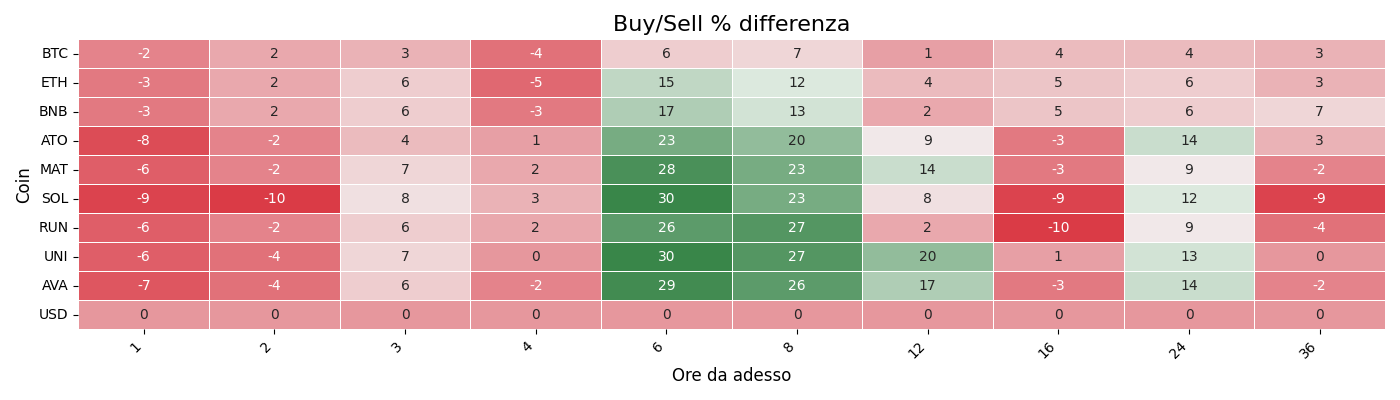 Buy/Sell % differenza
BTC -2 2 3 -4 6 7 1 4 4 3
ETH -3 2 6 -5 15 12 4 5 6 3
BNB -3 2 6 -3 17 13 2 5 6 7
ATO -8 -2 4 1 23 20 9 -3 14 3
MAT -6 -2 7 2 28 23 14 -3 9 -2
SOL -9 -10 8 3 30 23 8 -9 12 -9
RUN -6 -2 6 2 26 27 2 -10 9 -4
UNI -6 -4 7 0 30 27 20 1 13 0
AVA -7 -4 6 -2 29 26 17 -3 14 -2
USD 0 0 0 0 0 0 0 0 0 0
Coin
1 2 3 4 6 8 12 16 24 36
Ore da adesso